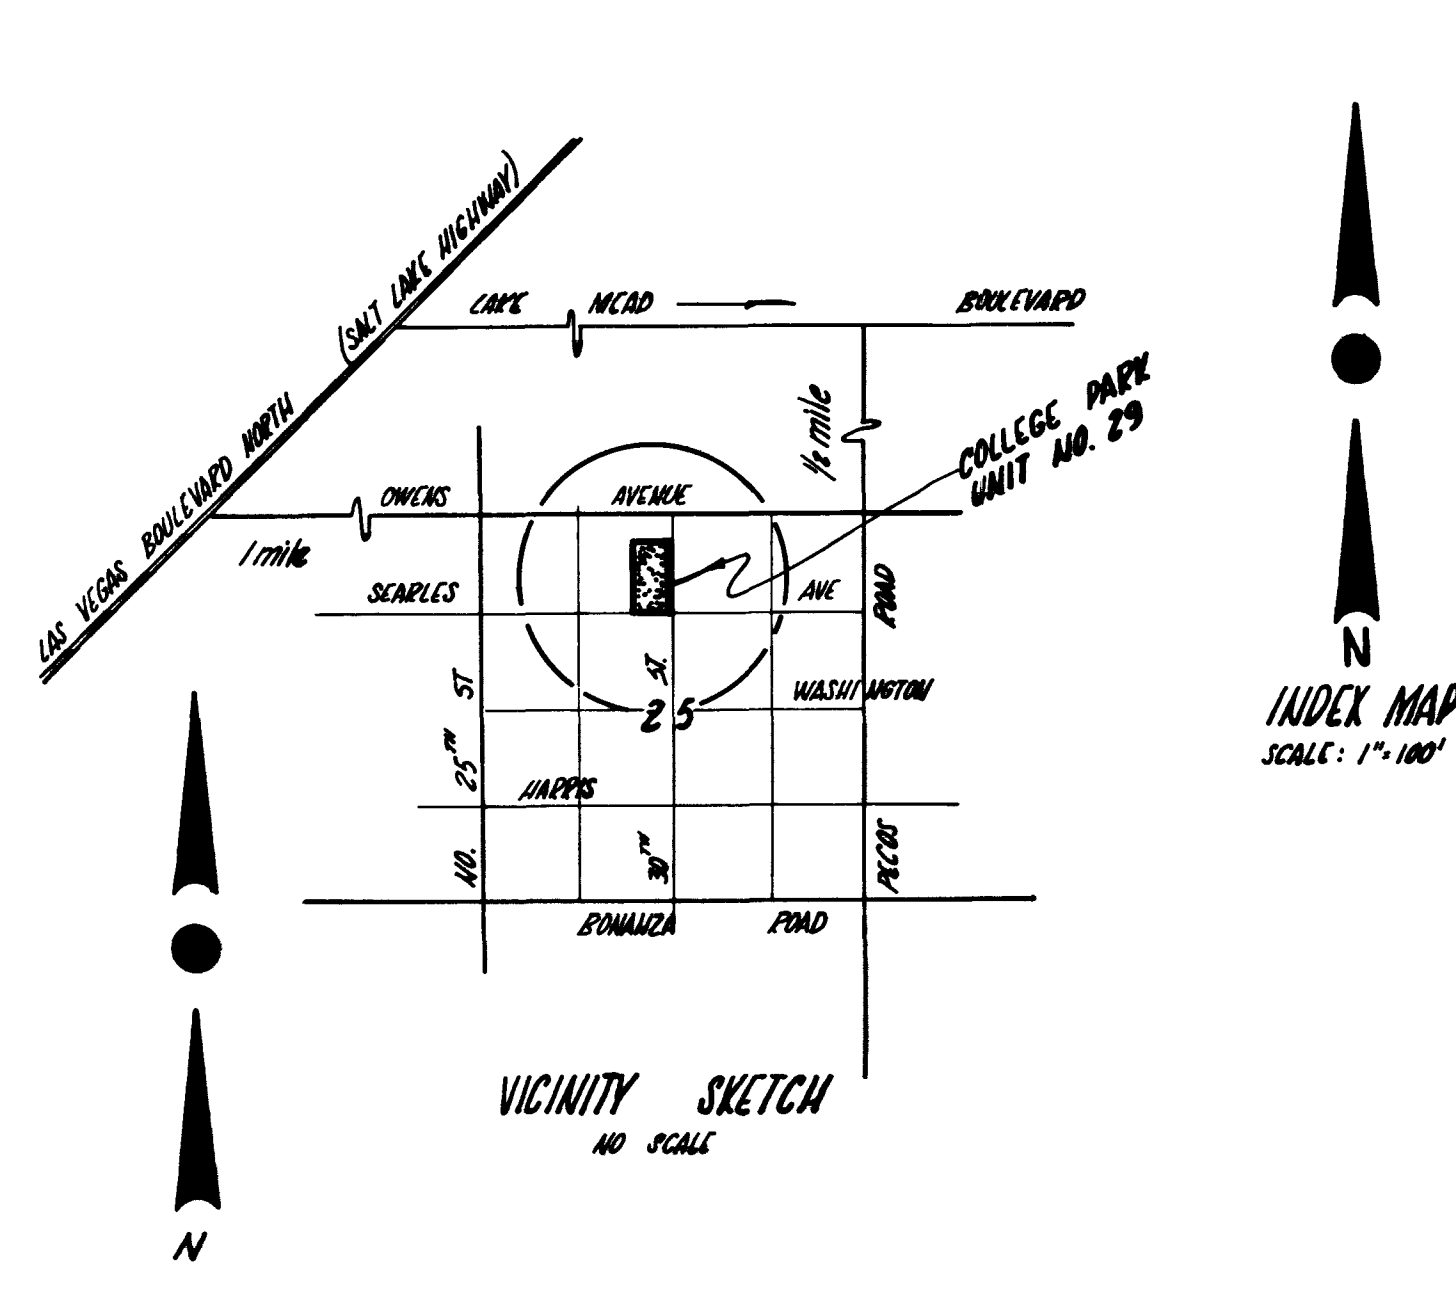 LAS VEGAS BOULEVARD NORTH
(SALT LAKE HIGHWAY)
LAKE MEAD BOULEVARD
1/2 mile
COLLEGE PARK
UNIT NO. 29
OWENS AVENUE
1 mile
SEARLES AVE
WASHINGTON
25
HARRIS
NO. 25TH ST
30TH ST.
PECOS ROAD
BONANZA ROAD
VICINITY SKETCH
NO SCALE
N
N
INDEX MAP
SCALE: 1"=100'